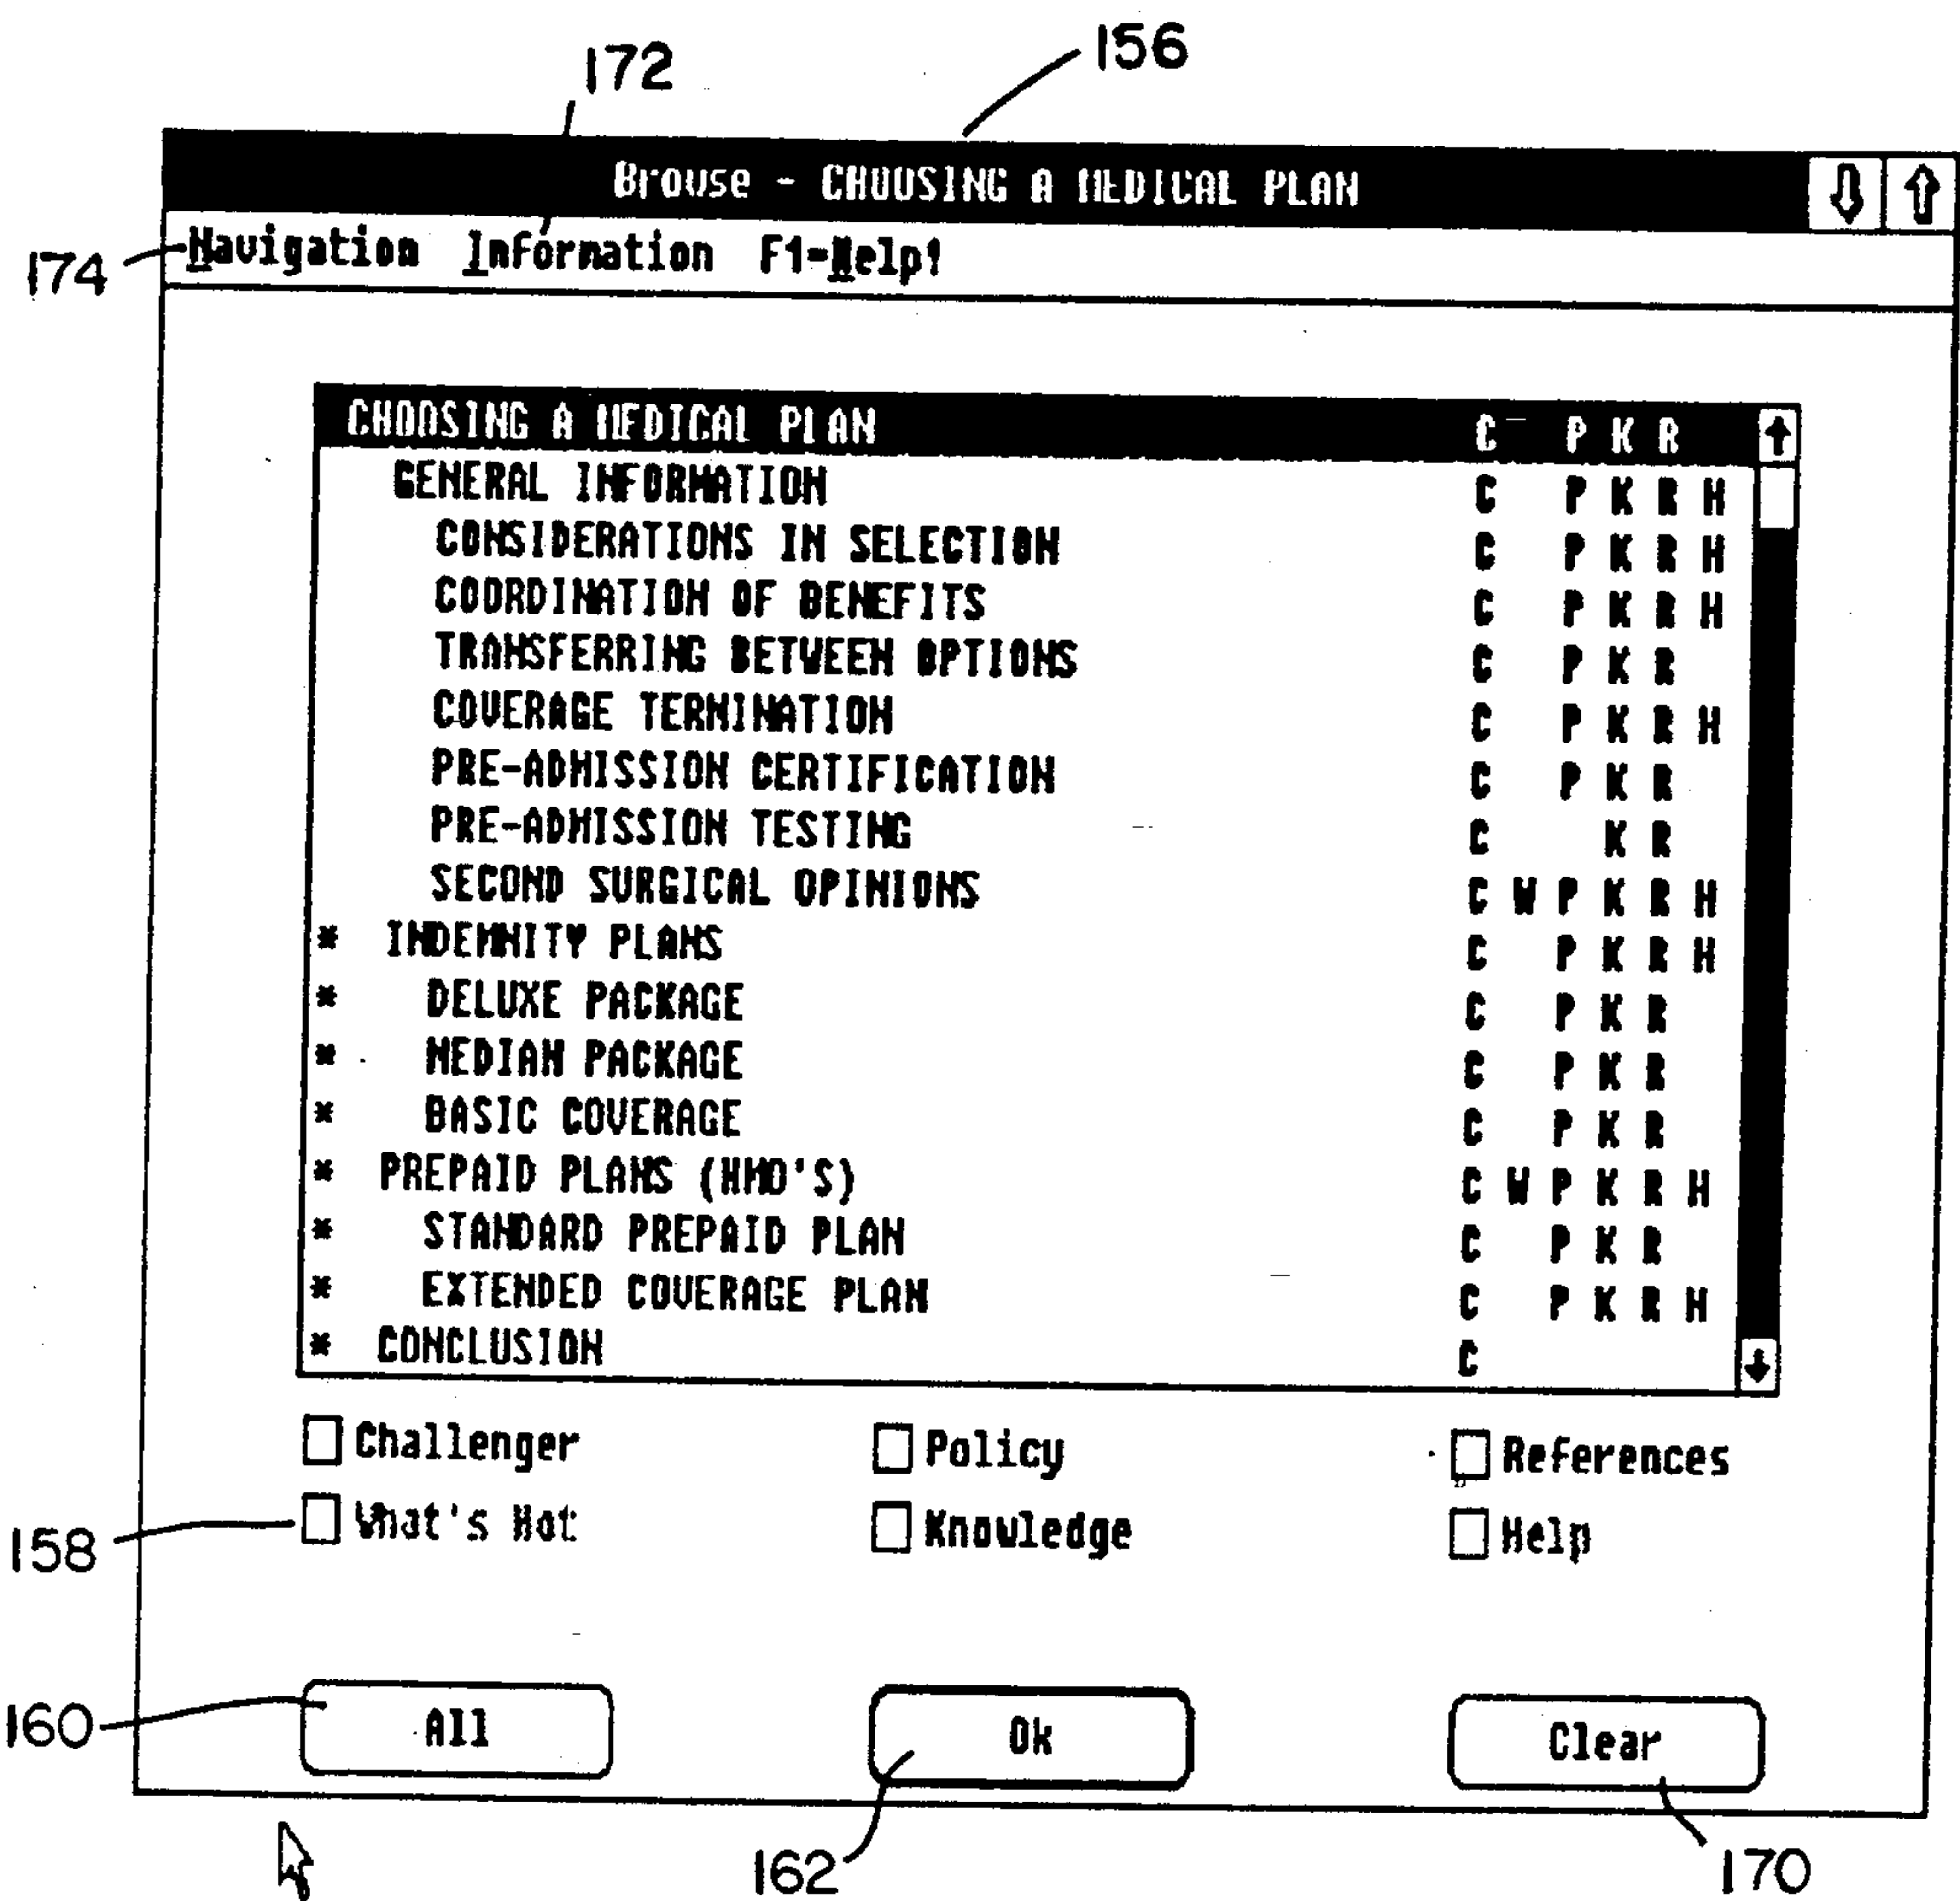 172
156
Browse - CHOOSING A MEDICAL PLAN
174
Navigation Information F1=Help!
CHOOSING A MEDICAL PLAN C P K R
GENERAL INFORMATION C P K R H
CONSIDERATIONS IN SELECTION C P K R H
COORDINATION OF BENEFITS C P K R H
TRANSFERRING BETWEEN OPTIONS C P K R
COVERAGE TERMINATION C P K R H
PRE-ADMISSION CERTIFICATION C P K R
PRE-ADMISSION TESTING C K R
SECOND SURGICAL OPINIONS C W P K R H
* INDEMNITY PLANS C P K R H
* DELUXE PACKAGE C P K R
* MEDIAN PACKAGE C P K R
* BASIC COVERAGE C P K R
* PREPAID PLANS (HMO'S) C W P K R H
* STANDARD PREPAID PLAN C P K R
* EXTENDED COVERAGE PLAN C P K R H
* CONCLUSION C
Challenger Policy References
158 What's Hot Knowledge Help
160 All Ok Clear
162 170